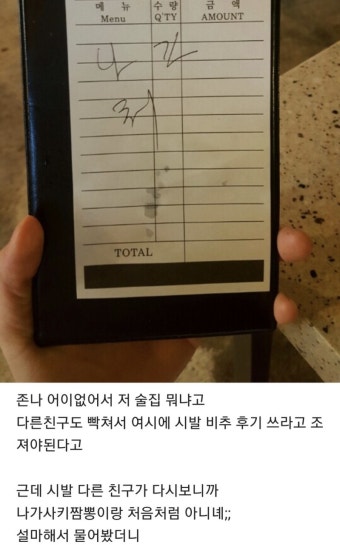 메 뉴 수 량 금 액
Menu Q'TY AMOUNT
나 가
처
TOTAL
존나 어이없어서 저 술집 뭐냐고
다른친구도 빡쳐서 여시에 시발 비추 후기 쓰라고 조
져야된다고
근데 시발 다른 친구가 다시보니까
나가사키짬뽕이랑 처음처럼 아니녜;;
설마해서 물어봤더니